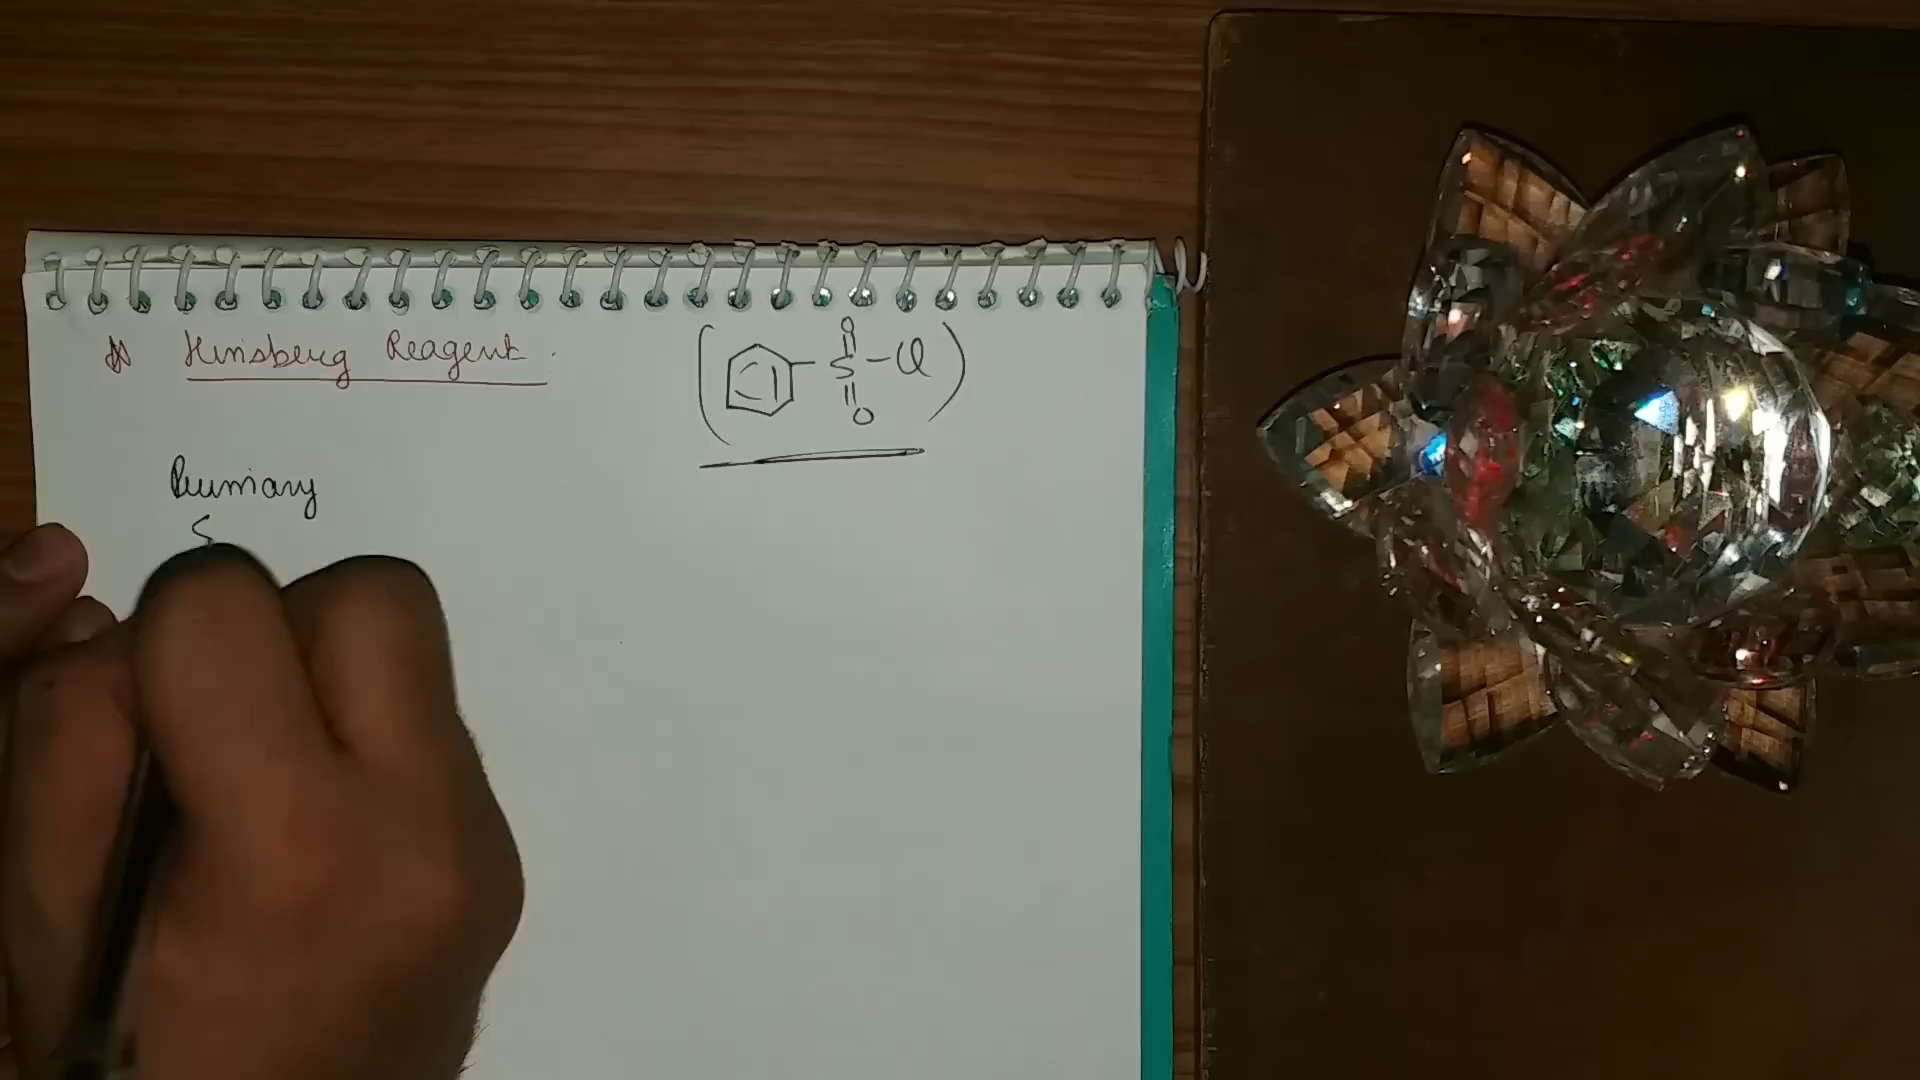 Hinsberg Reagent.
O
S-Cl
O
Primary
S